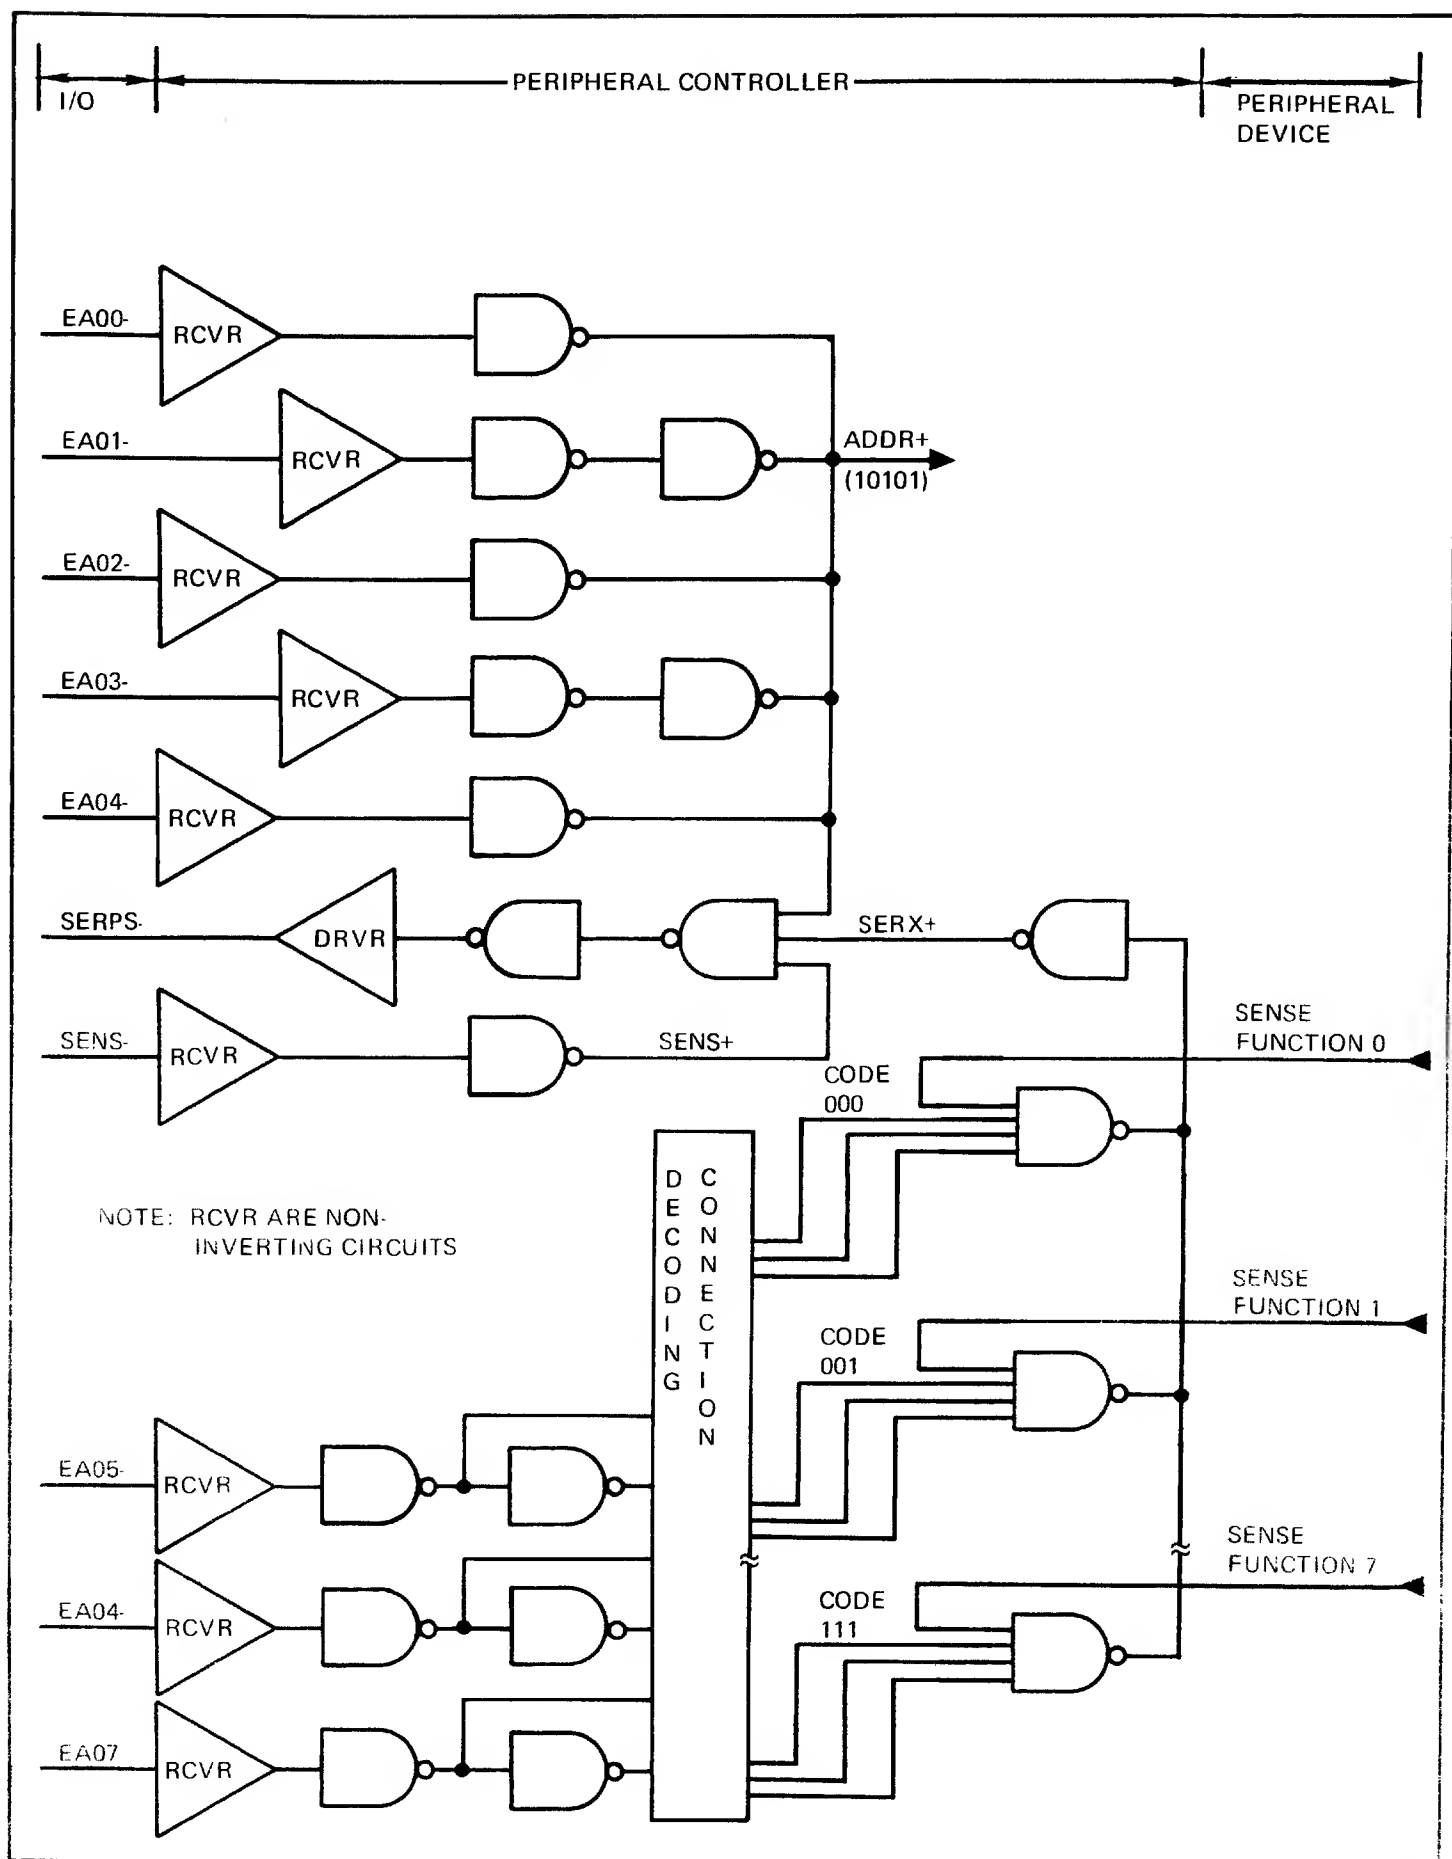 I/O
PERIPHERAL CONTROLLER
PERIPHERAL
DEVICE
EA00-
RCVR
EA01-
RCVR
ADDR+
(10101)
EA02-
RCVR
EA03-
RCVR
EA04-
RCVR
SERPS-
DRVR
SERX+
SENS-
RCVR
SENS+
SENSE
FUNCTION 0
CODE
000
DECODING
CONNECTION
NOTE: RCVR ARE NON-
INVERTING CIRCUITS
SENSE
FUNCTION 1
CODE
001
EA05-
RCVR
SENSE
FUNCTION 7
EA04-
RCVR
CODE
111
EA07
RCVR